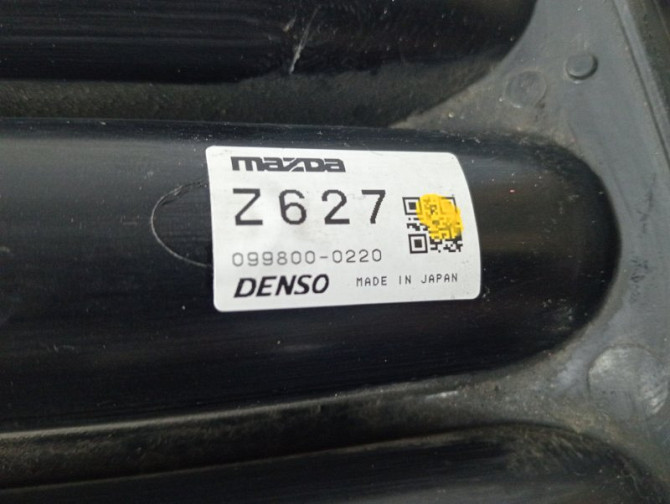 mazda
Z627
099800-0220
DENSO MADE IN JAPAN